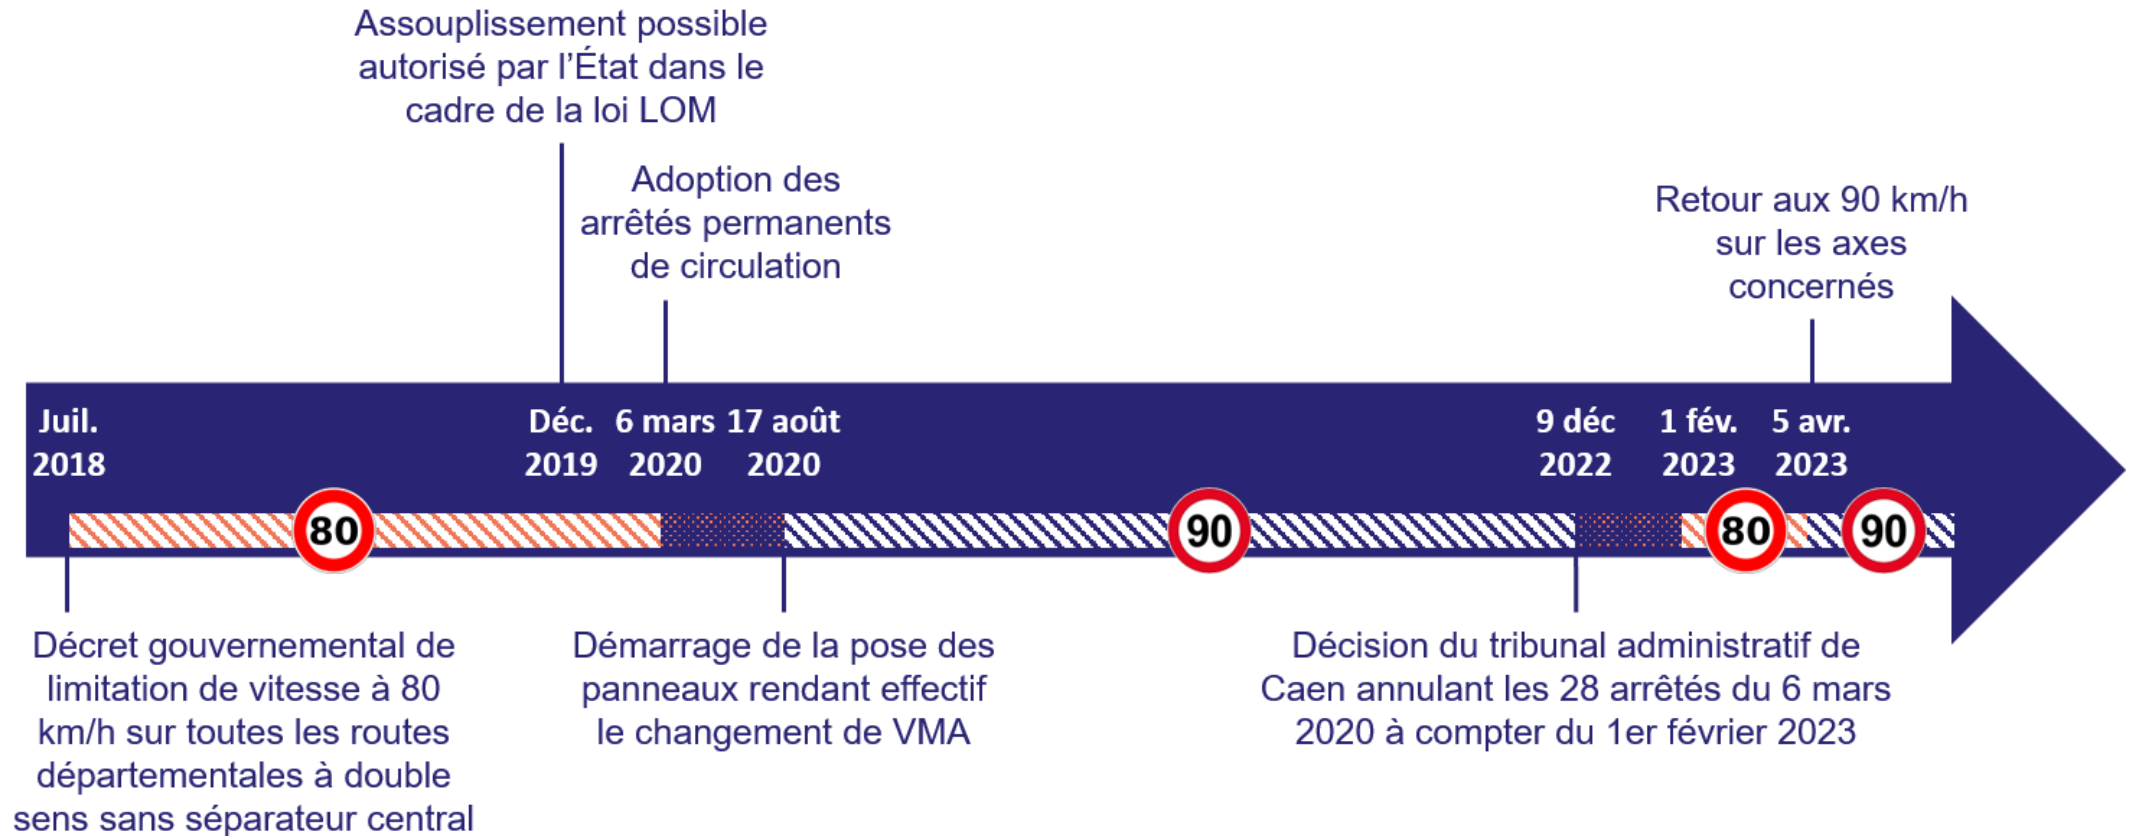 Assouplissement possible
autorisé par l'État dans le
cadre de la loi LOM
Adoption des
arrêtés permanents
de circulation
Retour aux 90 km/h
sur les axes
concernés
Juil.
2018
Déc.
2019
6 mars
2020
17 août
2020
9 déc
2022
1 fév.
2023
5 avr.
2023
80
90
80
90
Décret gouvernemental de
limitation de vitesse à 80
km/h sur toutes les routes
départementales à double
sens sans séparateur central
Démarrage de la pose des
panneaux rendant effectif
le changement de VMA
Décision du tribunal administratif de
Caen annulant les 28 arrêtés du 6 mars
2020 à compter du 1er février 2023